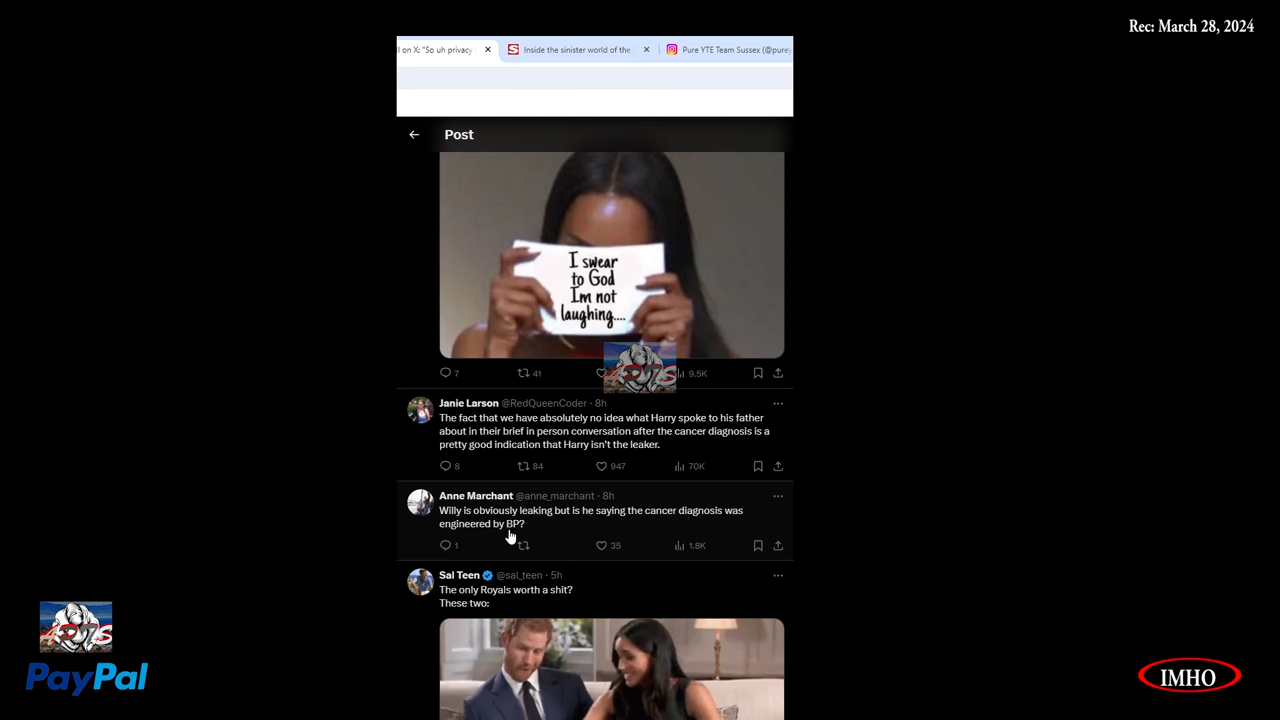 Rec: March 28, 2024
ll on X: "So uh privacy
Inside the sinister world of the
Pure YTE Team Sussex (@purey
Post
I swear
to God
Im not
laughing....
7 41 9.5K
Janie Larson @RedQueenCoder · 8h
The fact that we have absolutely no idea what Harry spoke to his father
about in their brief in person conversation after the cancer diagnosis is a
pretty good indication that Harry isn't the leaker.
8 84 947 70K
Anne Marchant @anne_marchant · 8h
Willy is obviously leaking but is he saying the cancer diagnosis was
engineered by BP?
1 35 1.8K
Sal Teen @sal_teen · 5h
The only Royals worth a shit?
These two:
PayPal
IMHO